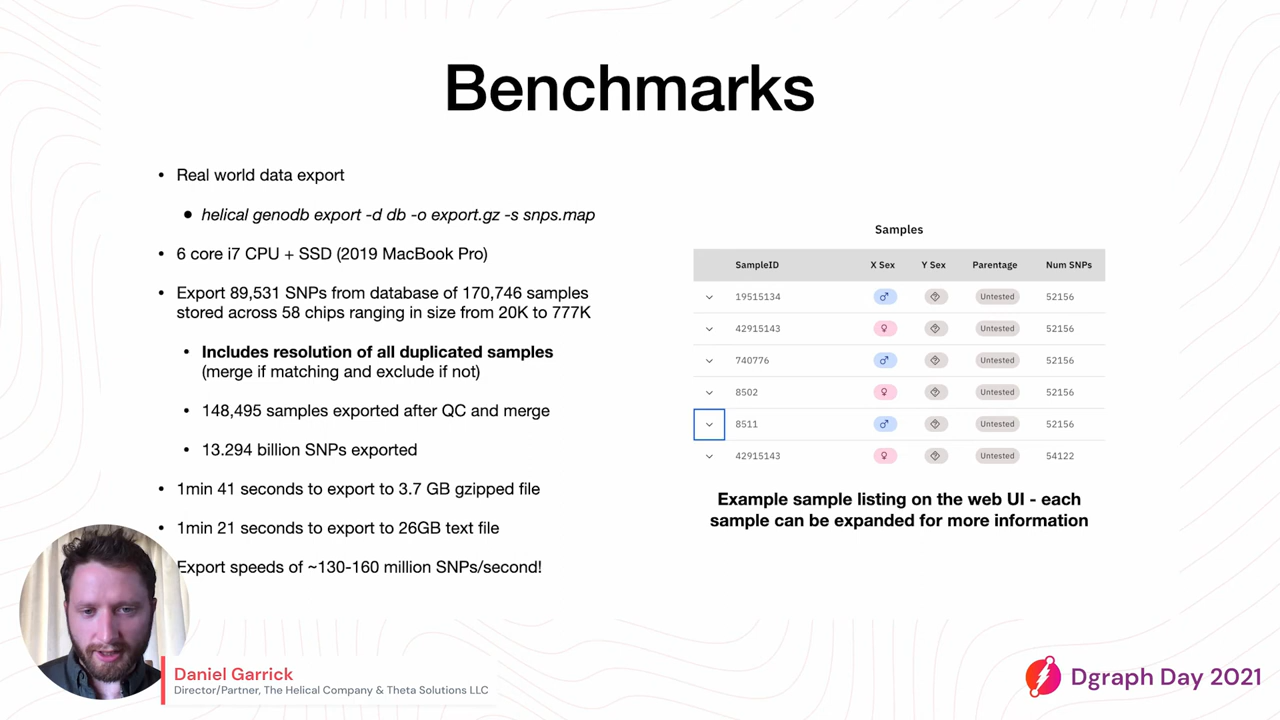 Benchmarks
• Real world data export
• helical genodb export -d db -o export.gz -s snps.map
• 6 core i7 CPU + SSD (2019 MacBook Pro)
• Export 89,531 SNPs from database of 170,746 samples
stored across 58 chips ranging in size from 20K to 777K
• Includes resolution of all duplicated samples
(merge if matching and exclude if not)
• 148,495 samples exported after QC and merge
• 13.294 billion SNPs exported
• 1min 41 seconds to export to 3.7 GB gzipped file
• 1min 21 seconds to export to 26GB text file
Export speeds of ~130-160 million SNPs/second!
Samples
SampleID X Sex Y Sex Parentage Num SNPs
19515134 ♂ Untested 52156
42915143 ♀ Untested 52156
740776 ♂ Untested 52156
8502 ♀ Untested 52156
8511 ♂ Untested 52156
42915143 ♀ Untested 54122
Example sample listing on the web UI - each
sample can be expanded for more information
Daniel Garrick
Director/Partner, The Helical Company & Theta Solutions LLC
Dgraph Day 2021